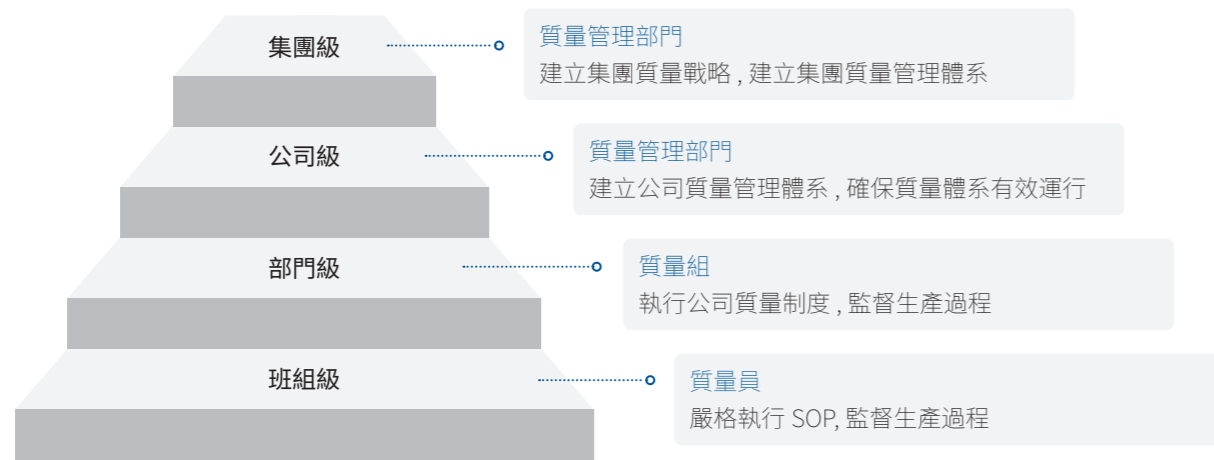 集團級
質量管理部門
建立集團質量戰略 , 建立集團質量管理體系
公司級
質量管理部門
建立公司質量管理體系 , 確保質量體系有效運行
部門級
質量組
執行公司質量制度 , 監督生產過程
班組級
質量員
嚴格執行 SOP, 監督生產過程